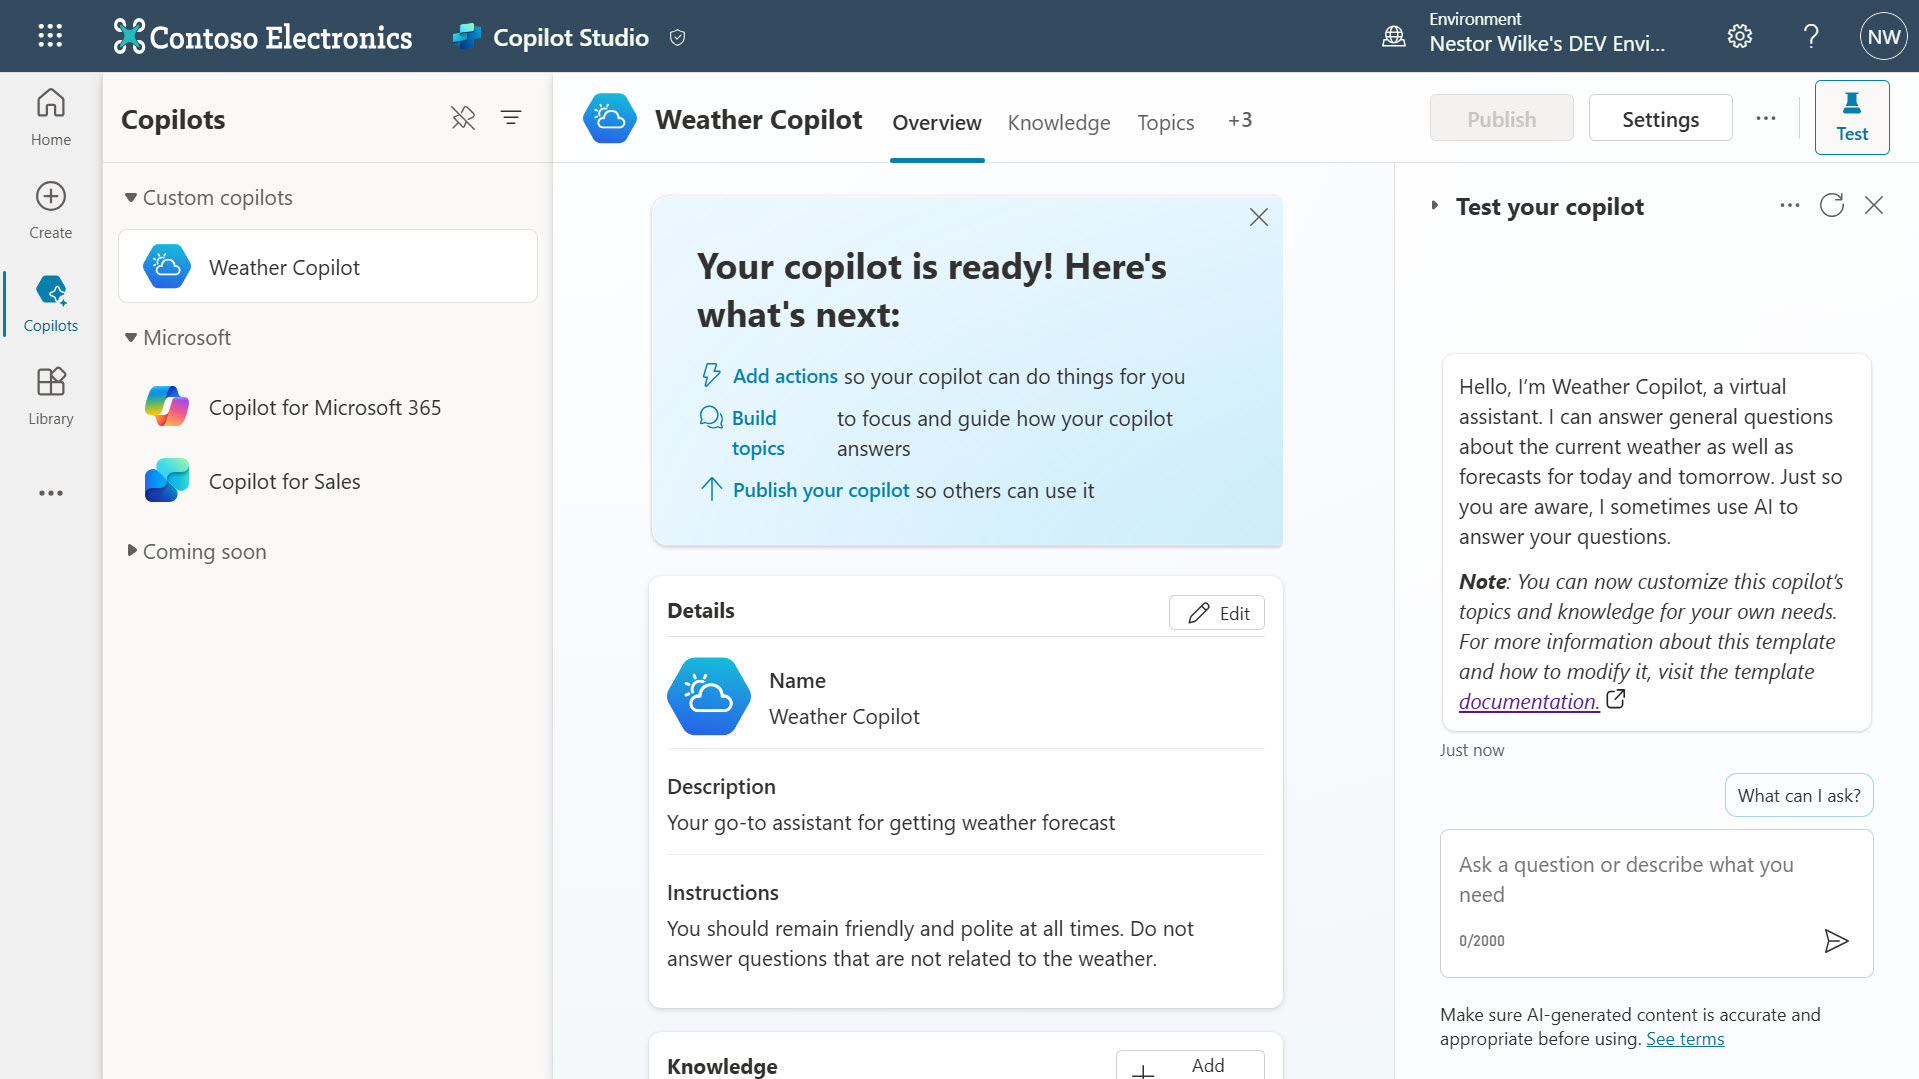 Contoso Electronics
Copilot Studio
Environment
Nestor Wilke's DEV Envi...
NW
Home
Create
Copilots
Library
Copilots
Custom copilots
Weather Copilot
Microsoft
Copilot for Microsoft 365
Copilot for Sales
Coming soon
Weather Copilot
Overview
Knowledge
Topics
+3
Publish
Settings
Test
Your copilot is ready! Here's
what's next:
Add actions so your copilot can do things for you
Build topics to focus and guide how your copilot answers
Publish your copilot so others can use it
Details
Edit
Name
Weather Copilot
Description
Your go-to assistant for getting weather forecast
Instructions
You should remain friendly and polite at all times. Do not
answer questions that are not related to the weather.
Knowledge
Add
Test your copilot
Hello, I’m Weather Copilot, a virtual
assistant. I can answer general questions
about the current weather as well as
forecasts for today and tomorrow. Just so
you are aware, I sometimes use AI to
answer your questions.
Note: You can now customize this copilot’s
topics and knowledge for your own needs.
For more information about this template
and how to modify it, visit the template
documentation.
Just now
What can I ask?
Ask a question or describe what you
need
0/2000
Make sure AI-generated content is accurate and
appropriate before using. See terms